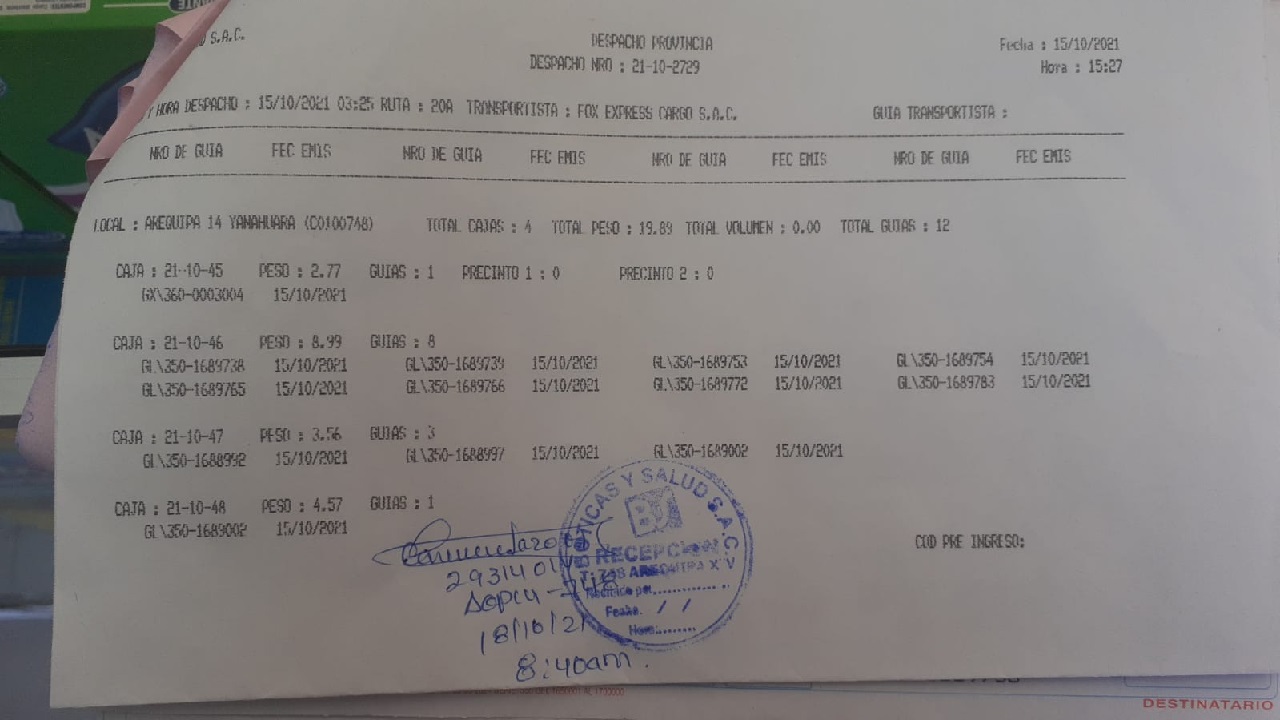 S.A.C.
DESPACHO PROVINCIA
Fecha : 15/10/2021
DESPACHO NRO : 21-10-2729
Hora : 15:27
Y HORA DESPACHO : 15/10/2021 03:25 RUTA : 20A TRANSPORTISTA : FOX EXPRESS CARGO S.A.C. GUIA TRANSPORTISTA :
NRO DE GUIA FEC EMIS NRO DE GUIA FEC EMIS NRO DE GUIA FEC EMIS NRO DE GUIA FEC EMIS
LOCAL : AREQUIPA 14 YANAHUARA (CO100748) TOTAL CAJAS : 4 TOTAL PESO : 19.89 TOTAL VOLUMEN : 0.00 TOTAL GUIAS : 12
CAJA : 21-10-45 PESO : 2.77 GUIAS : 1 PRECINTO 1 : 0 PRECINTO 2 : 0
GX\360-0003004 15/10/2021
CAJA : 21-10-46 PESO : 8.99 GUIAS : 8
GL\350-1689738 15/10/2021 GL\350-1689739 15/10/2021 GL\350-1689753 15/10/2021 GL\350-1689754 15/10/2021
GL\350-1689765 15/10/2021 GL\350-1689766 15/10/2021 GL\350-1689772 15/10/2021 GL\350-1689783 15/10/2021
CAJA : 21-10-47 PESO : 3.56 GUIAS : 3
GL\350-1688992 15/10/2021 GL\350-1688997 15/10/2021 GL\350-1689002 15/10/2021
CAJA : 21-10-48 PESO : 4.57 GUIAS : 1
GL\350-1689002 15/10/2021
COD PRE INGRESO:
BOTICAS Y SALUD S.A.C.
RECEPCION
T: 748 AREQUIPA XIV
Recibido por
Fecha: / /
Hora:
18/10/21
8:40am.
DESTINATARIO